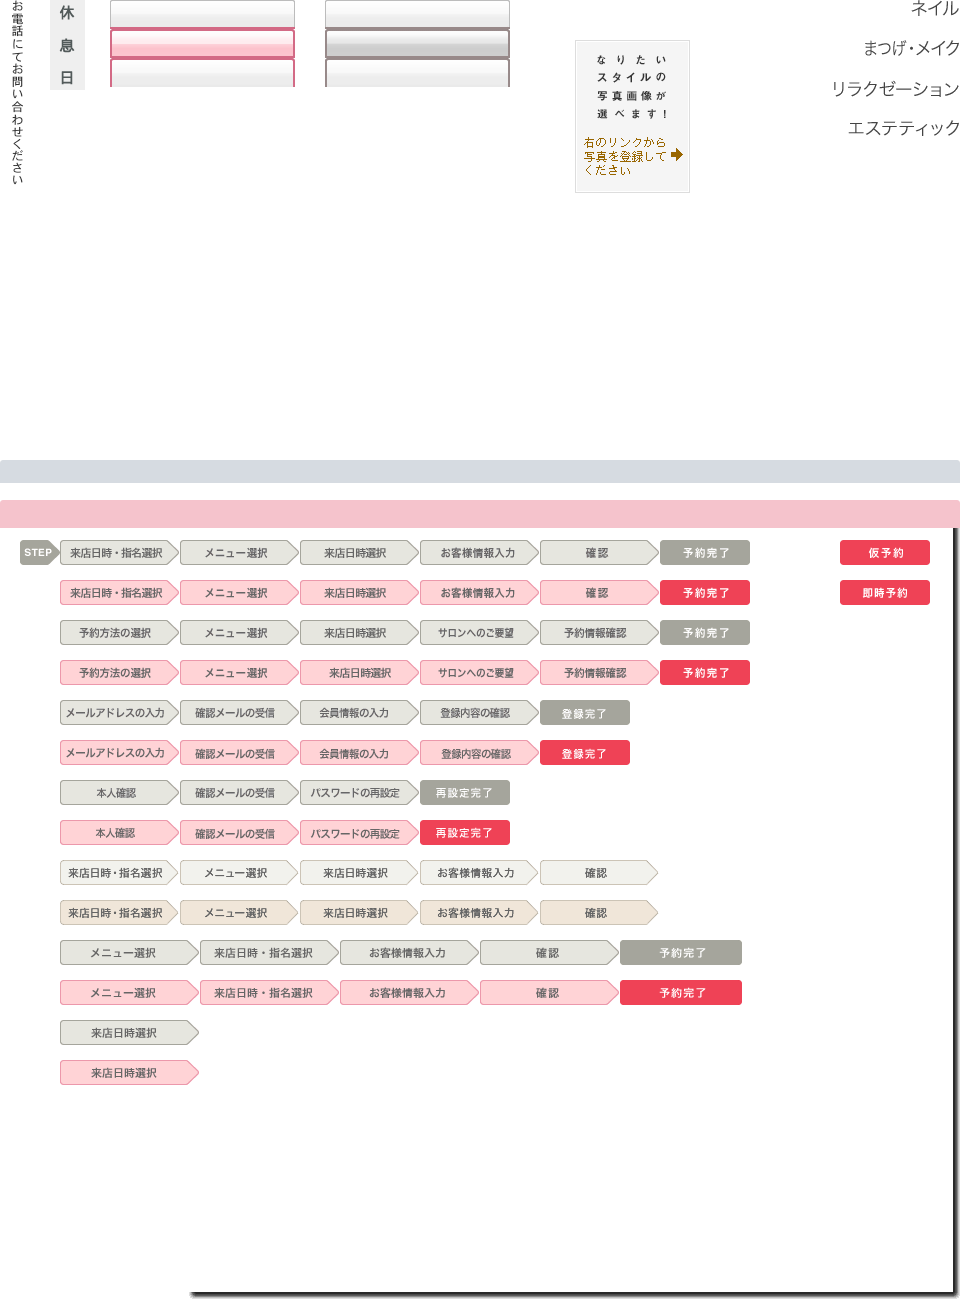 お電話にてお問い合わせください
休息日
なりたい
スタイルの
写真画像が
選べます！
右のリンクから
写真を登録して
ください
ネイル
まつげ・メイク
リラクゼーション
エステティック
STEP 来店日時・指名選択 メニュー選択 来店日時選択 お客様情報入力 確認 予約完了 仮予約
来店日時・指名選択 メニュー選択 来店日時選択 お客様情報入力 確認 予約完了 即時予約
予約方法の選択 メニュー選択 来店日時選択 サロンへのご要望 予約情報確認 予約完了
予約方法の選択 メニュー選択 来店日時選択 サロンへのご要望 予約情報確認 予約完了
メールアドレスの入力 確認メールの受信 会員情報の入力 登録内容の確認 登録完了
メールアドレスの入力 確認メールの受信 会員情報の入力 登録内容の確認 登録完了
本人確認 確認メールの受信 パスワードの再設定 再設定完了
本人確認 確認メールの受信 パスワードの再設定 再設定完了
来店日時・指名選択 メニュー選択 来店日時選択 お客様情報入力 確認
来店日時・指名選択 メニュー選択 来店日時選択 お客様情報入力 確認
メニュー選択 来店日時・指名選択 お客様情報入力 確認 予約完了
メニュー選択 来店日時・指名選択 お客様情報入力 確認 予約完了
来店日時選択
来店日時選択